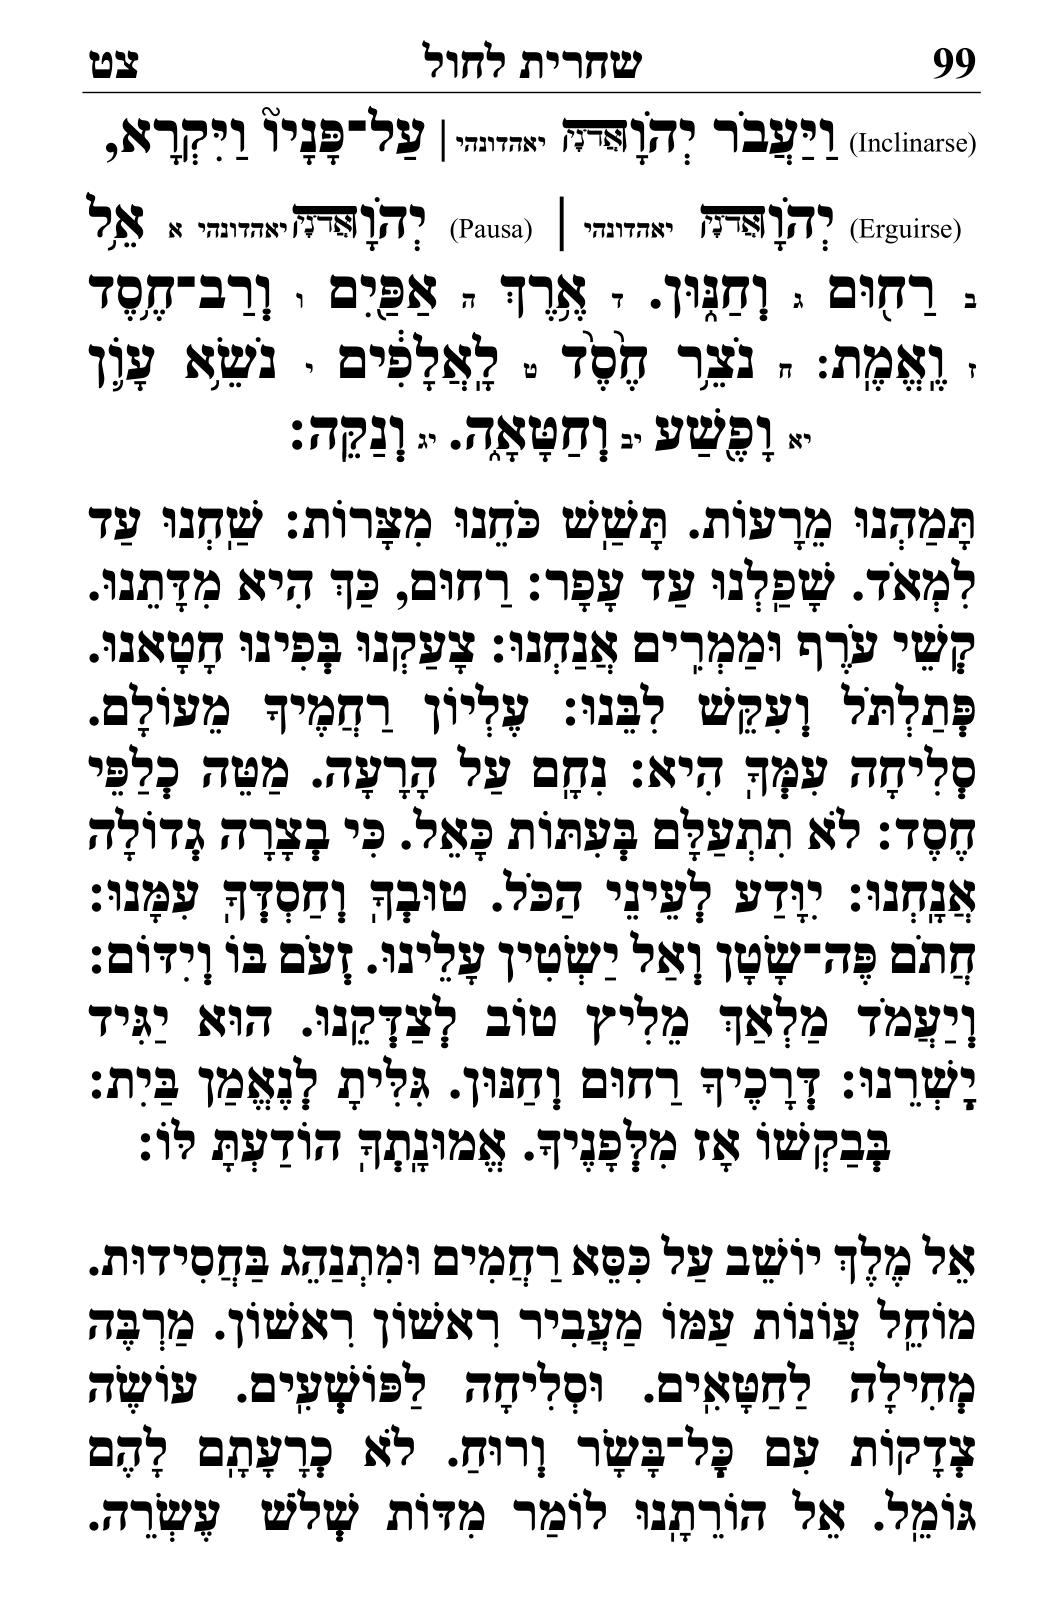 99 שחרית לחול צט
(Inclinarse) וַיַּעֲבֹר יְהֹוָה אֲדֹנָי יאהדונהי | עַל־פָּנָיו֮ וַיִּקְרָא,
(Erguirse) יְהֹוָה אֲדֹנָי יאהדונהי | (Pausa) יְהֹוָה אֲדֹנָי יאהדונהי א אֵ֥ל
ב רַח֖וּם ג וְחַנּ֑וּן. ד אֶ֥רֶךְ ה אַפַּ֖יִם ו וְרַב־חֶ֥סֶד
ז וֶאֱמֶֽת: ח נֹצֵ֥ר חֶ֙סֶד֙ ט לָֽאֲלָפִ֔ים י נֹשֵׂ֥א עָוֺ֛ן
יא וָפֶ֖שַׁע יב וְחַטָּאָ֑ה. יג וְנַקֵּה:
תָּמַהְנוּ מֵרָעוֹת. תָּשַֽׁשׁ כֹּחֵנוּ מִצָּרוֹת: שַֽׁחְנוּ עַד
לִמְאֹד. שָׁפַֽלְנוּ עַד עָפָר: רַחוּם, כַּךְ הִיא מִדָּתֵנוּ.
קְשֵׁי עֹרֶף וּמַמְרִֽים אֲנַחְנוּ: צָעַקְנוּ בְּפִינוּ חָטָאנוּ.
פְּתַלְתֹּל וְעִקֵּשׁ לִבֵּנוּ: עֶלְיוֹן רַחֲמֶיךָ מֵעוֹלָם.
סְלִיחָה עִמְּךָֽ הִיא: נִחָֽם עַל הָרָעָה. מַטֵּה כְלַפֵּי
חֶסֶד: לֹא תִתְעַלָּם בְּעִתּוֹת כָּאֵל. כִּי בְצָרָה גְדוֹלָה
אֲנָֽחְנוּ: יִוָּדַע לְעֵינֵי הַכֹּל. טוּבְךָֽ וְחַסְדְּךָֽ עִמָּנוּ:
חֲתֹם פֶּה־שָׂטָן וְאַל יַשְׂטִין עָלֵינוּ. זְעֹם בּוֹ וְיִדּוֹם:
וְיַעֲמֹד מַלְאַךְ מֵלִיץ טוֹב לְצַדְּקֵנוּ. הוּא יַגִּיד
יָשְׁרֵנוּ: דְּרָכֶיךָ רַחוּם וְחַנּוּן. גִּלִּיתָ לְנֶאֱמַן בַּיִת:
בְּבַקְשׁוֹ אָז מִלְּפָנֶיךָ. אֱמוּנָֽתְךָֽ הוֹדַעְתָּ לּוֹ:
אֵל מֶלֶךְ יוֹשֵׁב עַל כִּסֵּא רַחֲמִים וּמִתְנַהֵג בַּחֲסִידוּת.
מוֹחֵֽל עֲוֹנוֹת עַמּוֹ מַעֲבִיר רִאשׁוֹן רִאשׁוֹן. מַרְבֶּה
מְחִילָה לַחַטָּאִֽים. וּסְלִיחָה לַפּוֹשְׁעִֽים. עוֹשֶׂה
צְדָקוֹת עִם כָּל־בָּשָׂר וְרוּחַ. לֹא כְרָעָתָֽם לָהֶם
גּוֹמֵֽל. אֵל הוֹרֵתָֽנוּ לוֹמַר מִדּוֹת שְׁלֹשׁ עֶשְׂרֵה.